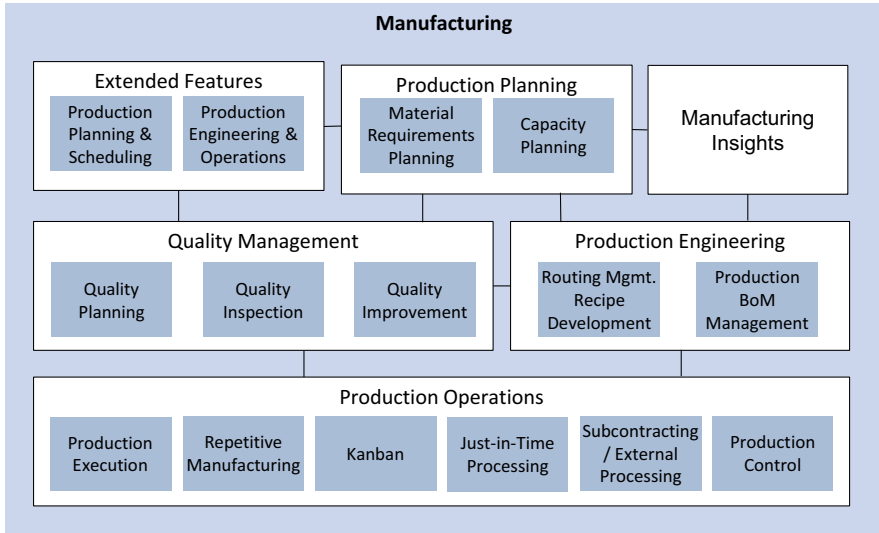 Manufacturing
Extended Features
Production
Planning &
Scheduling
Production
Engineering &
Operations
Production Planning
Material
Requirements
Planning
Capacity
Planning
Manufacturing
Insights
Quality Management
Quality
Planning
Quality
Inspection
Quality
Improvement
Production Engineering
Routing Mgmt.
Recipe
Development
Production
BoM
Management
Production Operations
Production
Execution
Repetitive
Manufacturing
Kanban
Just-in-Time
Processing
Subcontracting
/ External
Processing
Production
Control